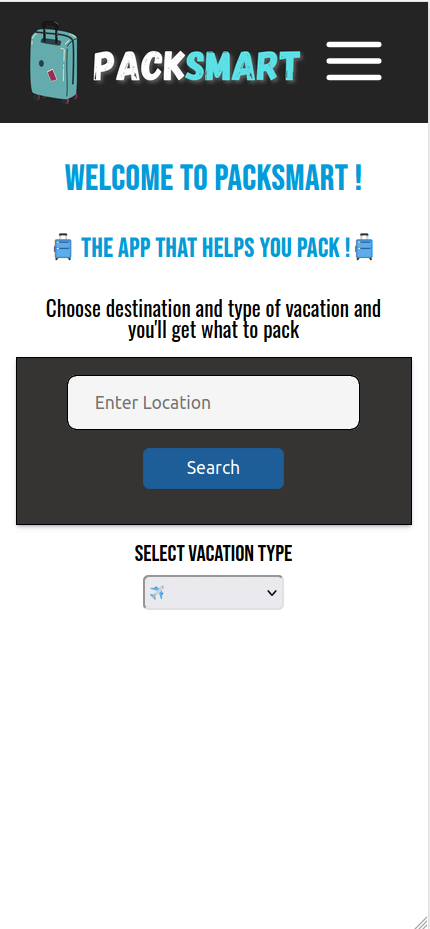 PACKSMART
WELCOME TO PACKSMART !
🧳 THE APP THAT HELPS YOU PACK ! 🧳
Choose destination and type of vacation and
you'll get what to pack
Enter Location
Search
SELECT VACATION TYPE
✈️